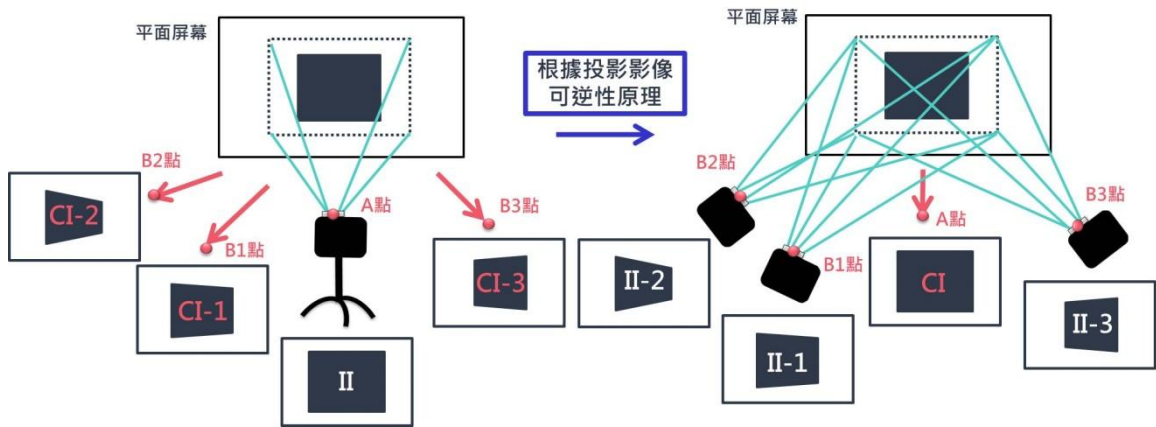 平面屏幕
B2點
CI-2
B1點
CI-1
A點
II
B3點
CI-3
根據投影影像
可逆性原理
平面屏幕
B2點
II-2
B1點
II-1
A點
CI
B3點
II-3